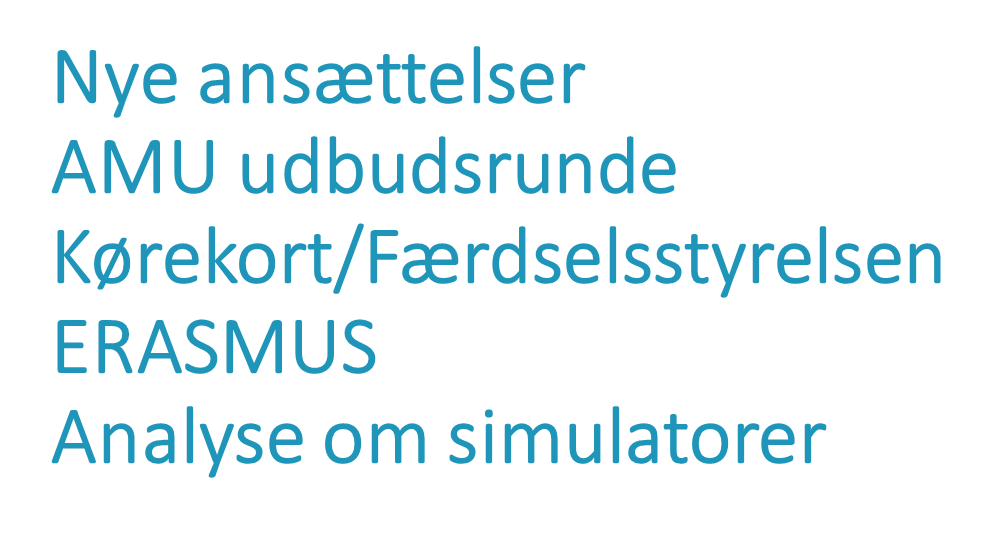 Nye ansættelser
AMU udbudsrunde
Kørekort/Færdselsstyrelsen
ERASMUS
Analyse om simulatorer